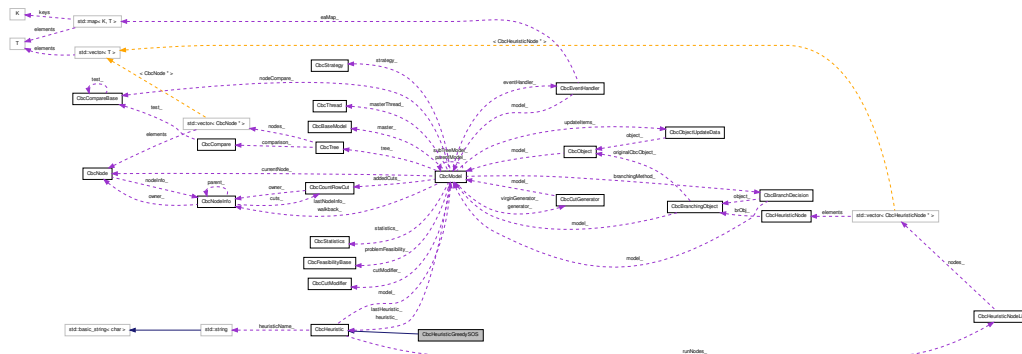 K
keys
std::map< K, T >
eaMap_
T
elements
elements
std::vector< T >
< CbcHeuristicNode * >
CbcStrategy
strategy_
< CbcNode * >
nodeCompare_
eventHandler_
CbcEventHandler
test_
CbcCompareBase
CbcThread
masterThread_
model_
test_
std::vector< CbcNode * >
nodes_
CbcBaseModel
master_
updateItems_
CbcObjectUpdateData
elements
CbcCompare
comparison_
CbcTree
tree_
object_
model_
CbcObject
originalCbcObject_
CbcNode
currentNode_
CbcModel
nodeInfo_
parent_
addedCuts_
model_
branchingMethod_
owner_
CbcNodeInfo
owner_
cuts_
CbcCountRowCut
lastNodeInfo_
walkback_
virginGenerator_
generator_
CbcCutGenerator
CbcBranchDecision
object_
CbcBranchingObject
brObj_
CbcHeuristicNode
elements
std::vector< CbcHeuristicNode * >
model_
statistics_
CbcStatistics
problemFeasibility_
CbcFeasibilityBase
model_
nodes_
cutModifier_
CbcCutModifier
model_
lastHeuristic_
heuristic_
std::basic_string< char >
std::string
heuristicName_
CbcHeuristic
CbcHeuristicGreedySOS
runNodes_